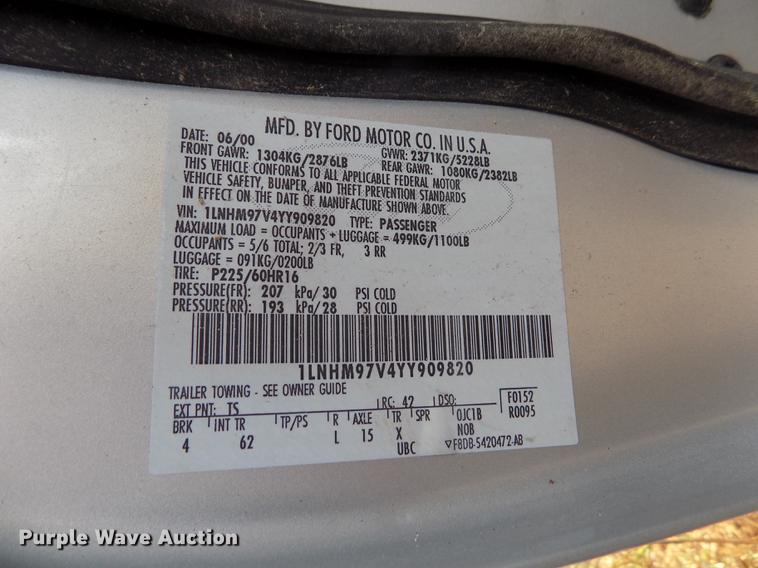 MFD. BY FORD MOTOR CO. IN U.S.A.
DATE: 06/00 GVWR: 2371KG/5228LB
FRONT GAWR: 1304KG/2876LB REAR GAWR: 1080KG/2382LB
THIS VEHICLE CONFORMS TO ALL APPLICABLE FEDERAL MOTOR
VEHICLE SAFETY, BUMPER, AND THEFT PREVENTION STANDARDS
IN EFFECT ON THE DATE OF MANUFACTURE SHOWN ABOVE.
VIN: 1LNHM97V4YY909820 TYPE: PASSENGER
MAXIMUM LOAD = OCCUPANTS + LUGGAGE = 499KG/1100LB
OCCUPANTS = 5/6 TOTAL; 2/3 FR, 3 RR
LUGGAGE = 091KG/0200LB
TIRE: P225/60HR16
PRESSURE(FR): 207 kPa/30 PSI COLD
PRESSURE(RR): 193 kPa/28 PSI COLD
1LNHM97V4YY909820
TRAILER TOWING - SEE OWNER GUIDE
EXT PNT: TS RC: 42 DSO: F0152
BRK INT TR TP/PS R AXLE TR SPR 0JC1B R0095
4 62 L 15 X NOB
UBC ▽F8DB-5420472-AB
Purple Wave Auction